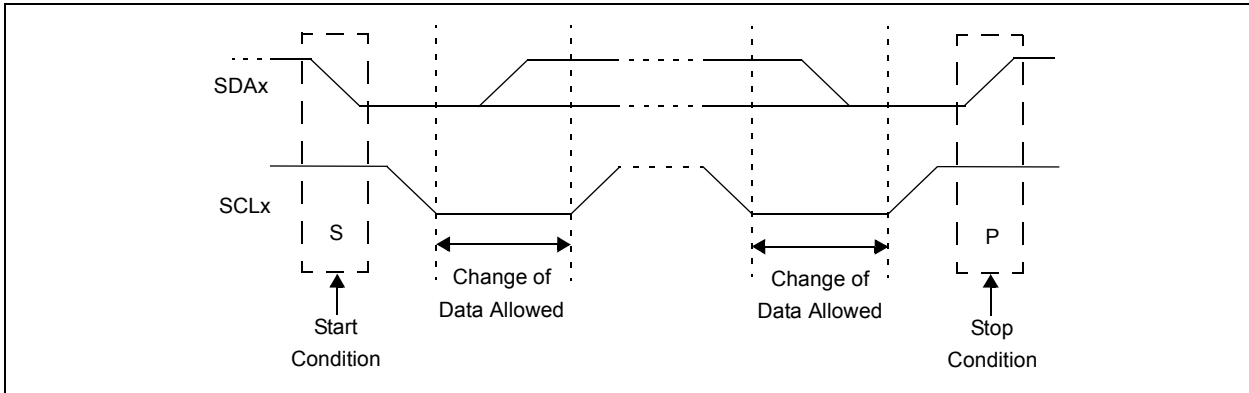 SDAx
SCLx
S
P
Change of
Data Allowed
Change of
Data Allowed
Start
Condition
Stop
Condition